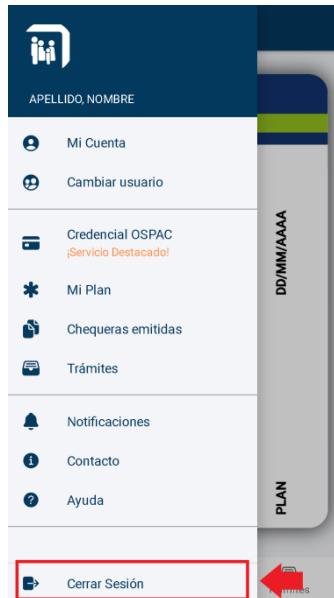 APELLIDO, NOMBRE
Mi Cuenta
Cambiar usuario
Credencial OSPAC
¡Servicio Destacado!
Mi Plan
Chequeras emitidas
Trámites
Notificaciones
Contacto
Ayuda
Cerrar Sesión
DD/MM/AAAA
PLAN
Trámites